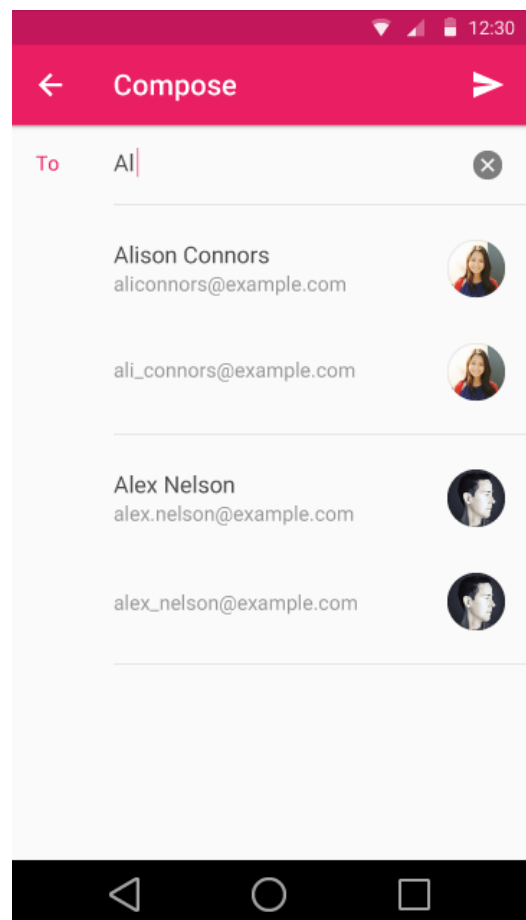 12:30
Compose
To Al
Alison Connors
aliconnors@example.com
ali_connors@example.com
Alex Nelson
alex.nelson@example.com
alex_nelson@example.com